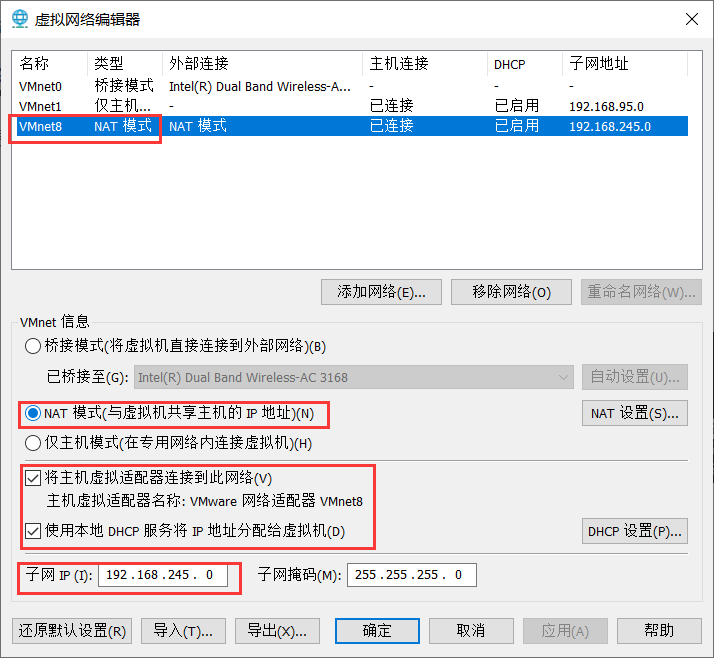 虚拟网络编辑器
名称 类型 外部连接 主机连接 DHCP 子网地址
VMnet0 桥接模式 Intel(R) Dual Band Wireless-A... - - -
VMnet1 仅主机... - 已连接 已启用 192.168.95.0
VMnet8 NAT 模式 NAT 模式 已连接 已启用 192.168.245.0
添加网络(E)... 移除网络(O) 重命名网络(W)...
VMnet 信息
桥接模式(将虚拟机直接连接到外部网络)(B)
已桥接至(G): Intel(R) Dual Band Wireless-AC 3168 自动设置(U)...
NAT 模式(与虚拟机共享主机的 IP 地址)(N) NAT 设置(S)...
仅主机模式(在专用网络内连接虚拟机)(H)
将主机虚拟适配器连接到此网络(V)
主机虚拟适配器名称: VMware 网络适配器 VMnet8
使用本地 DHCP 服务将 IP 地址分配给虚拟机(D) DHCP 设置(P)...
子网 IP (I): 192.168.245. 0 子网掩码(M): 255.255.255. 0
还原默认设置(R) 导入(T)... 导出(X)... 确定 取消 应用(A) 帮助